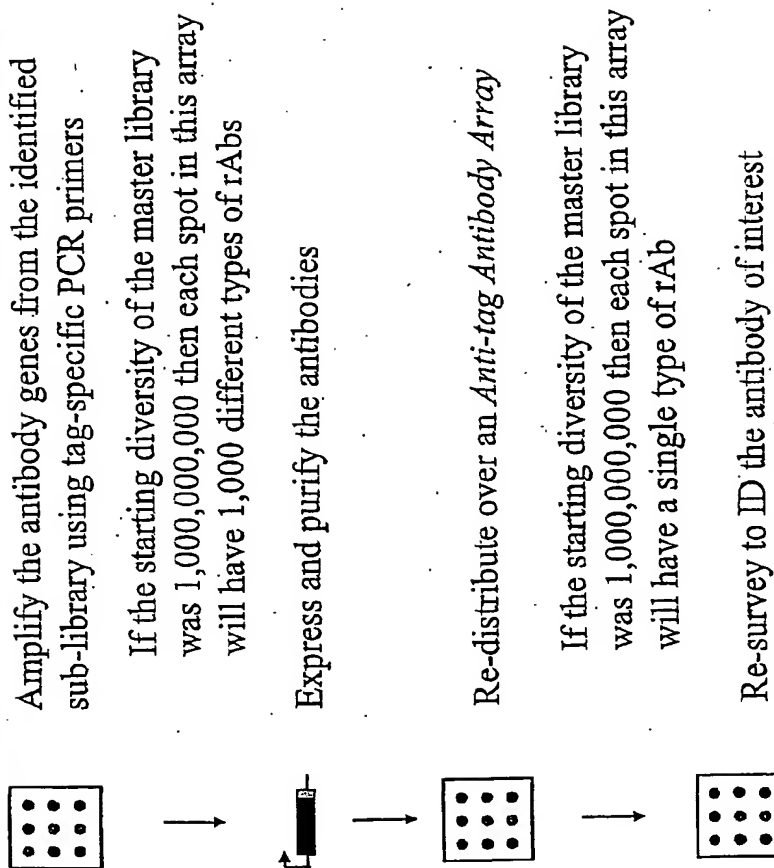 Amplify the antibody genes from the identified
sub-library using tag-specific PCR primers
If the starting diversity of the master library
was 1,000,000,000 then each spot in this array
will have 1,000 different types of rAbs
Express and purify the antibodies
Re-distribute over an Anti-tag Antibody Array
If the starting diversity of the master library
was 1,000,000,000 then each spot in this array
will have a single type of rAb
Re-survey to ID the antibody of interest